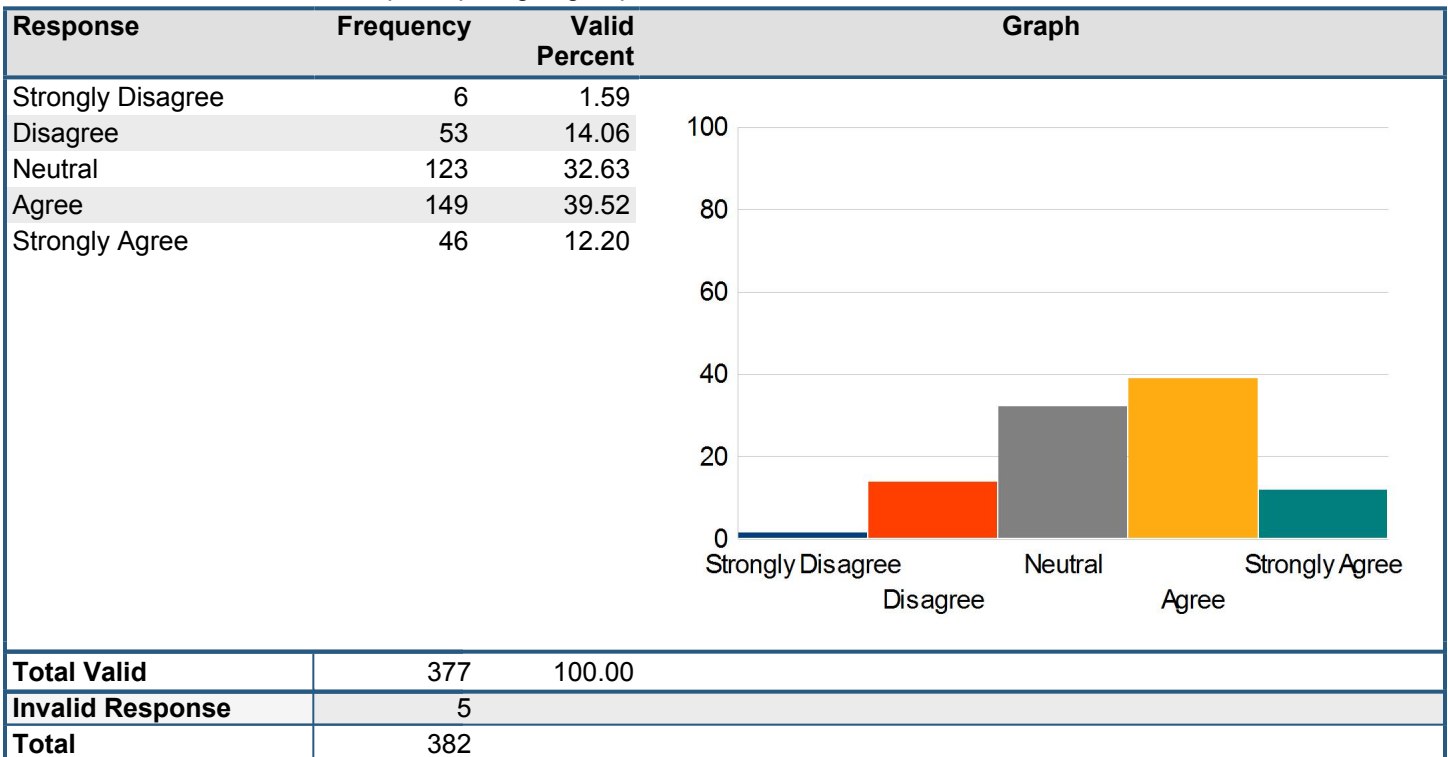 Response Frequency Valid Percent Graph
Strongly Disagree 6 1.59
Disagree 53 14.06
Neutral 123 32.63
Agree 149 39.52
Strongly Agree 46 12.20
100
80
60
40
20
0
Strongly Disagree Neutral Strongly Agree
Disagree Agree
Total Valid 377 100.00
Invalid Response 5
Total 382